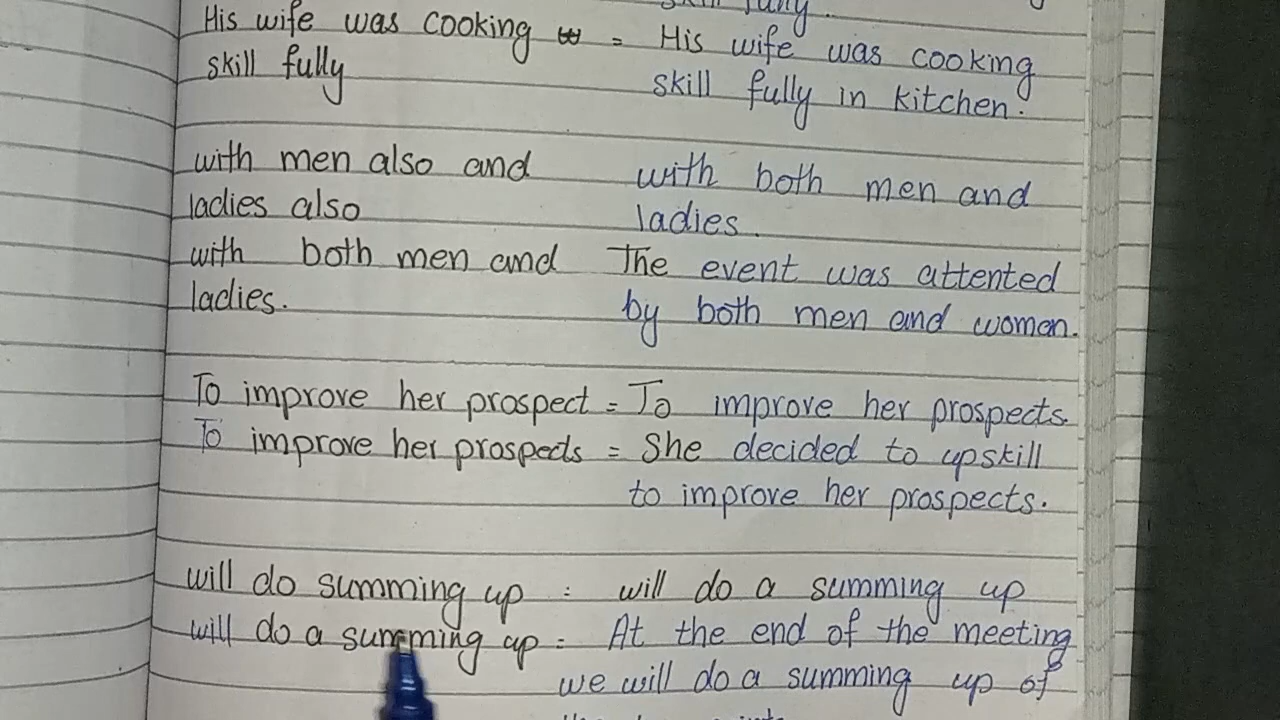 skill fully.
His wife was cooking = His wife was cooking
skill fully skill fully in kitchen.
with men also and with both men and
ladies also ladies.
with both men and The event was attented
ladies. by both men and women.
To improve her prospect = To improve her prospects.
To improve her prospects = She decided to upskill
to improve her prospects.
will do summing up : will do a summing up
will do a summing up = At the end of the meeting
we will do a summing up of